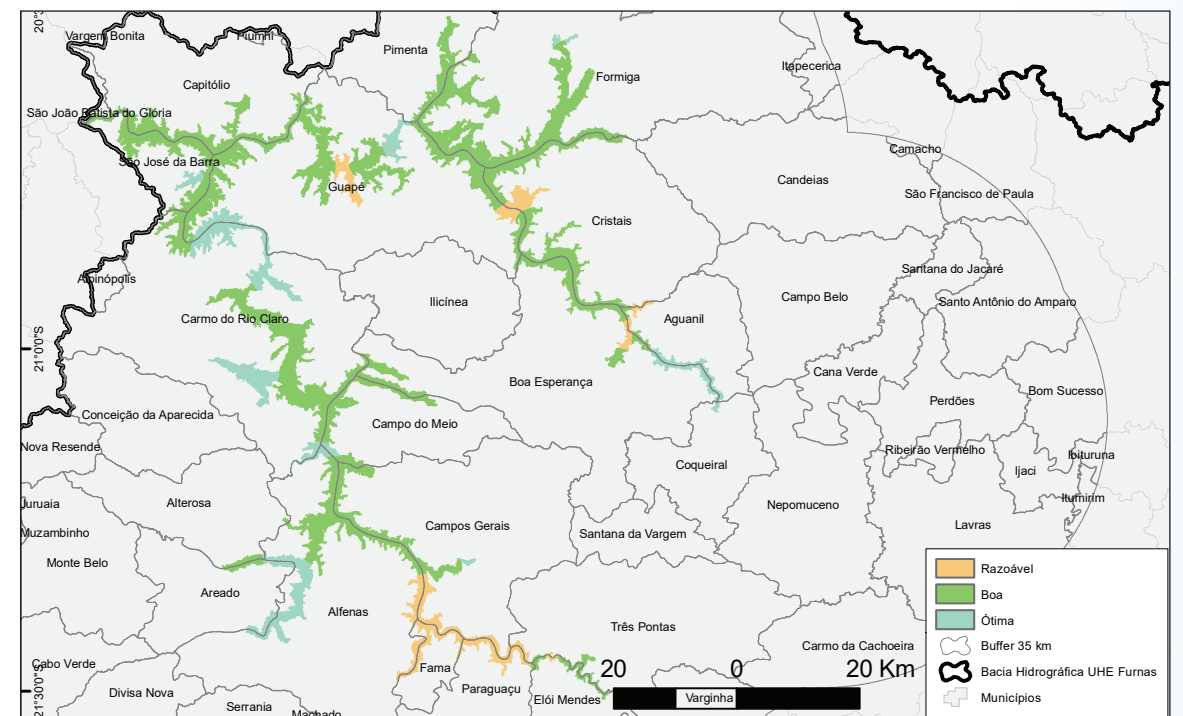 20°
Vargem Bonita
Piumhi
Pimenta
Formiga
Itapecerica
Capitólio
São João Batista do Glória
São José da Barra
Camacho
Guapé
Candeias
São Francisco de Paula
Cristais
Alpinópolis
Santana do Jacaré
Ilicínea
Campo Belo
Santo Antônio do Amparo
Carmo do Rio Claro
Aguanil
21°0'0"S
Boa Esperança
Cana Verde
Bom Sucesso
Perdões
Conceição da Aparecida
Campo do Meio
Nova Resende
Ribeirão Vermelho
Ibituruna
Coqueiral
Ijaci
Itumirim
Juruaia
Alterosa
Nepomuceno
Muzambinho
Campos Gerais
Santana da Vargem
Lavras
Monte Belo
Areado
Alfenas
Três Pontas
Carmo da Cachoeira
Cabo Verde
Fama
21°30'0"S
Divisa Nova
Paraguaçu
Elói Mendes
Varginha
Serrania
Machado
20 0 20 Km
Razoável
Boa
Ótima
Buffer 35 km
Bacia Hidrográfica UHE Furnas
Municípios